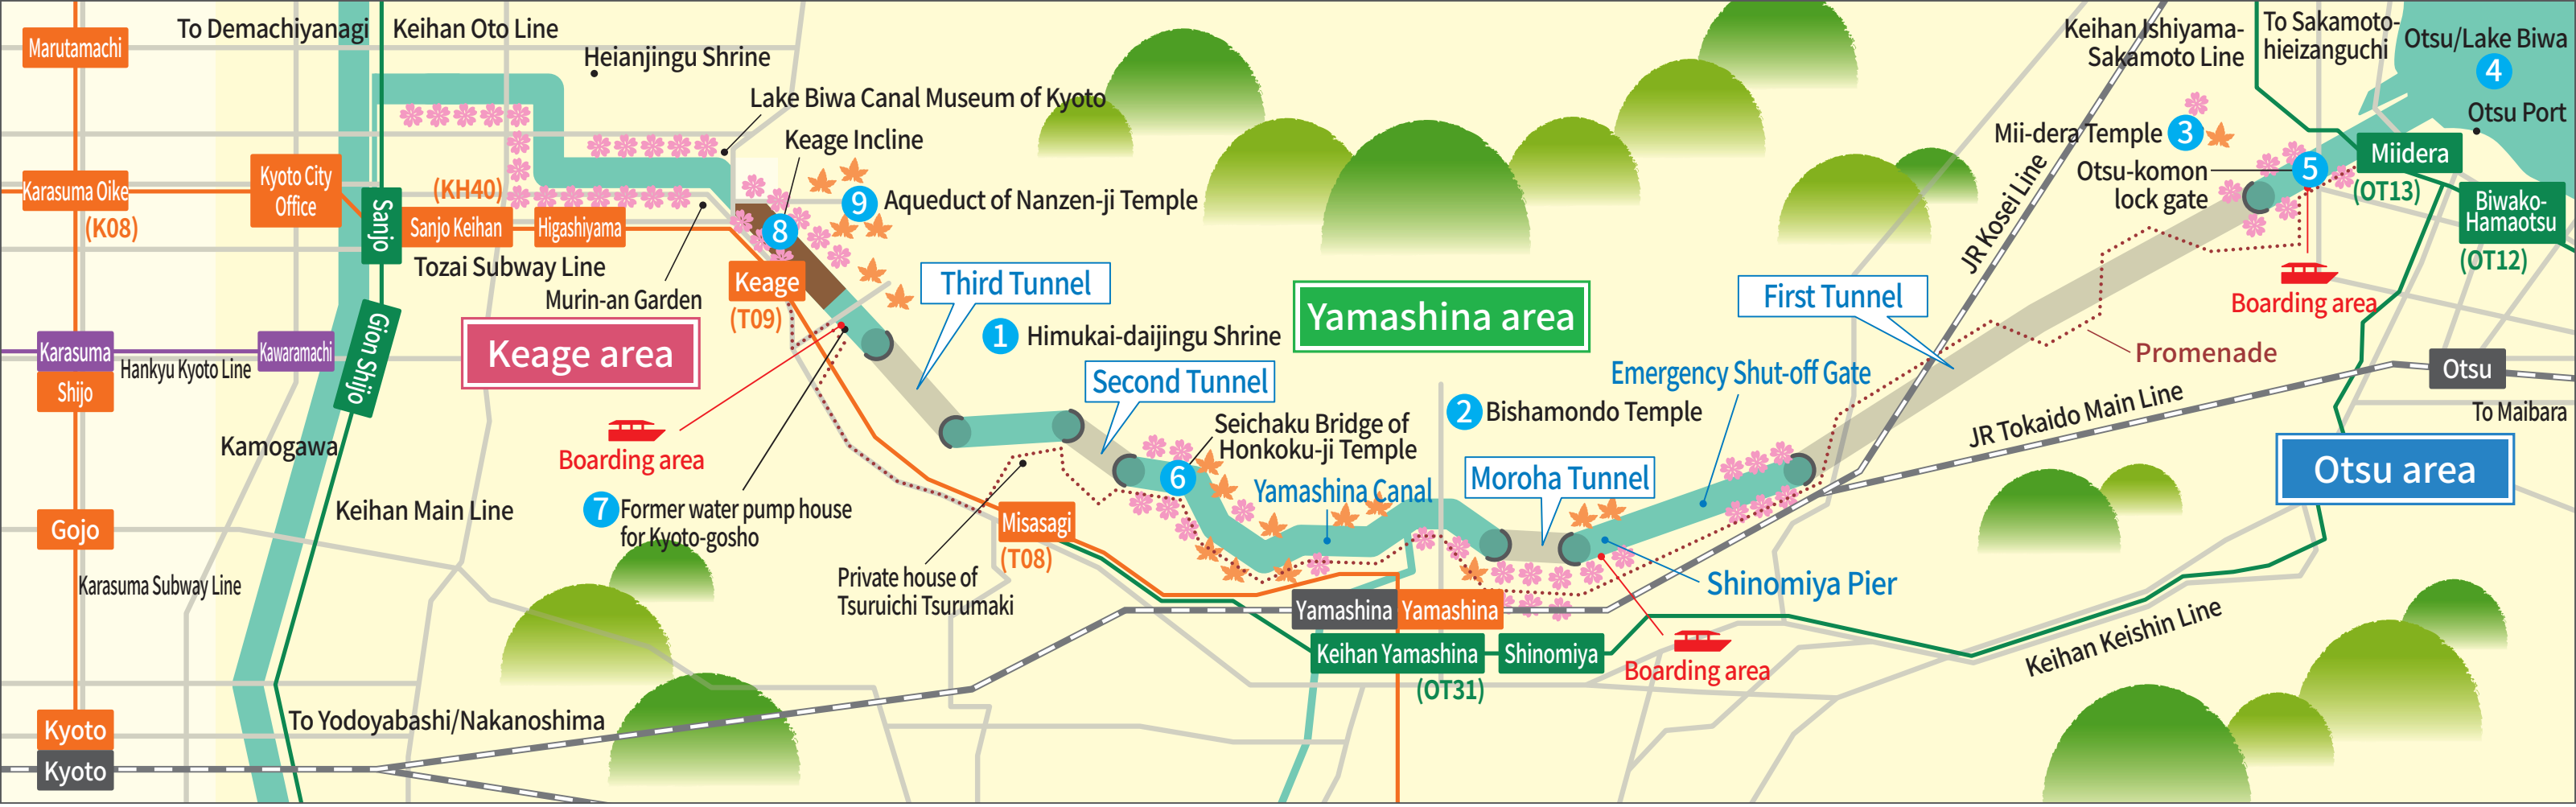 Marutamachi
To Demachiyanagi
Keihan Oto Line
Heianjingu Shrine
Lake Biwa Canal Museum of Kyoto
Keage Incline
Karasuma Oike
(K08)
Kyoto City
Office
Sanjo
(KH40)
Sanjo Keihan
Higashiyama
Tozai Subway Line
Murin-an Garden
8
9
Aqueduct of Nanzen-ji Temple
Keage
(T09)
Keage area
Karasuma
Shijo
Hankyu Kyoto Line
Kawaramachi
Gion Shijo
Kamogawa
Keihan Main Line
Gojo
Karasuma Subway Line
Kyoto
Kyoto
To Yodoyabashi/Nakanoshima
Boarding area
7
Former water pump house
for Kyoto-gosho
Third Tunnel
1
Himukai-daijingu Shrine
Second Tunnel
Private house of
Tsuruichi Tsurumaki
Misasagi
(T08)
Yamashina area
6
Seichaku Bridge of
Honkoku-ji Temple
Yamashina Canal
2
Bishamondo Temple
Moroha Tunnel
Emergency Shut-off Gate
Shinomiya Pier
Boarding area
Yamashina
Yamashina
Keihan Yamashina
(OT31)
Shinomiya
First Tunnel
JR Kosei Line
JR Tokaido Main Line
Keihan Keishin Line
Promenade
Keihan Ishiyama-
Sakamoto Line
To Sakamoto-
hieizanguchi
Otsu/Lake Biwa
4
Otsu Port
Mii-dera Temple
3
Otsu-komon
lock gate
5
Miidera
(OT13)
Biwako-
Hamaotsu
(OT12)
Boarding area
Otsu
To Maibara
Otsu area